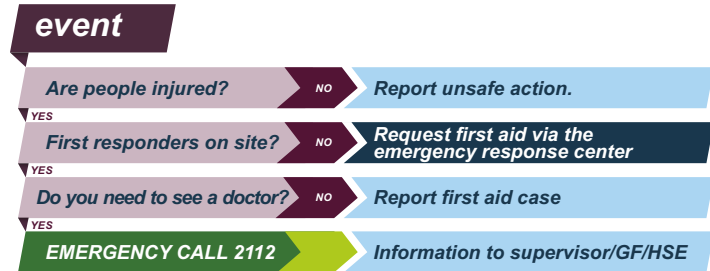 event
Are people injured? NO Report unsafe action.
YES
First responders on site? NO Request first aid via the
emergency response center
YES
Do you need to see a doctor? NO Report first aid case
YES
EMERGENCY CALL 2112 Information to supervisor/GF/HSE